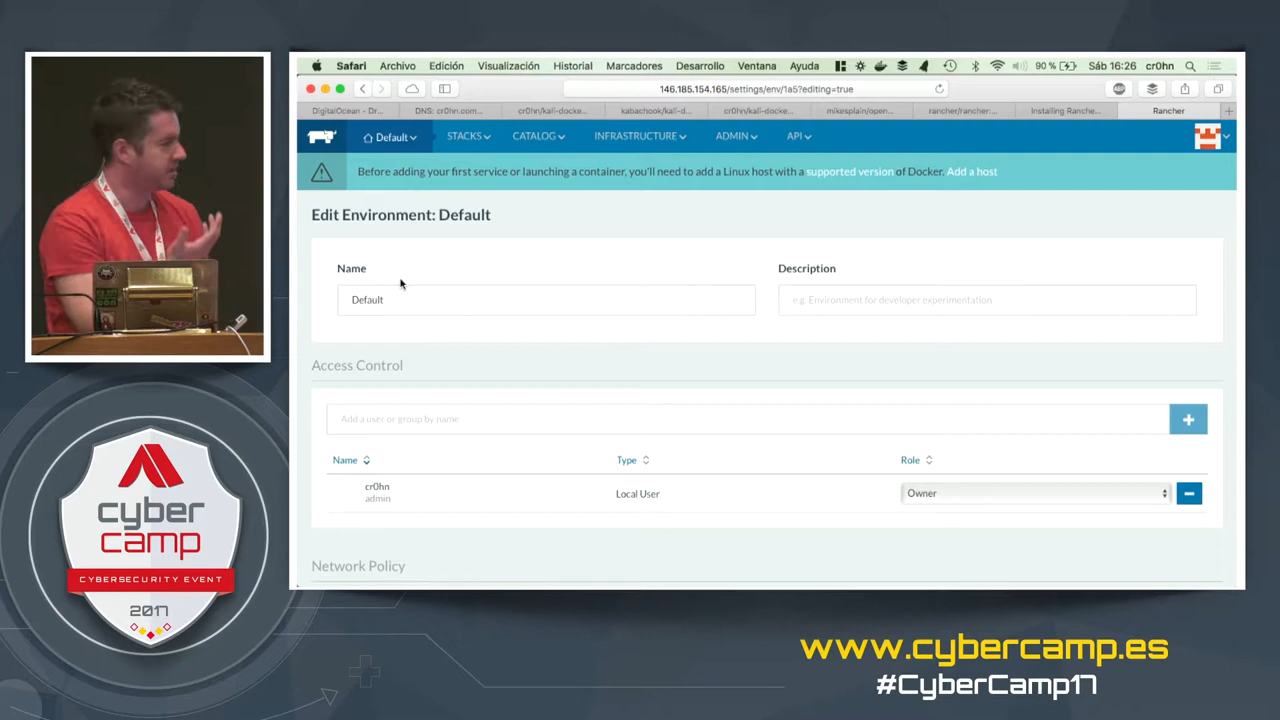 Safari Archivo Edición Visualización Historial Marcadores Desarrollo Ventana Ayuda 90 % Sáb 16:26 cr0hn
146.185.154.165/settings/env/1a5?editing=true
DigitalOcean - Dr... DNS: cr0hn.com... cr0hn/kali-docke... kabachook/kali-d... cr0hn/kali-docke... mikesplain/open... rancher/rancher:... Installing Ranche... Rancher
Default STACKS CATALOG INFRASTRUCTURE ADMIN API
Before adding your first service or launching a container, you'll need to add a Linux host with a supported version of Docker. Add a host
Edit Environment: Default
Name Description
Default e.g. Environment for developer experimentation
Access Control
Add a user or group by name
Name Type Role
cr0hn
admin
Local User Owner
Network Policy
cyber
camp
CYBERSECURITY EVENT
2017
www.cybercamp.es
#CyberCamp17